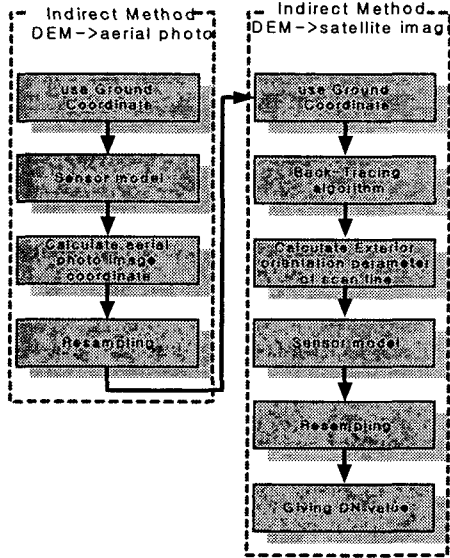 Indirect Method
DEM->aerial photo
use Ground
Coordinate
Sensor model
Calculate aerial
photo image
coordinate
Resampling
Indirect Method
DEM->satellite imag
use Ground
Coordinate
Back-Tracing
algorithm
Calculate Exterior
orientation parameter
of scan line
Sensor model
Resampling
Giving DN value